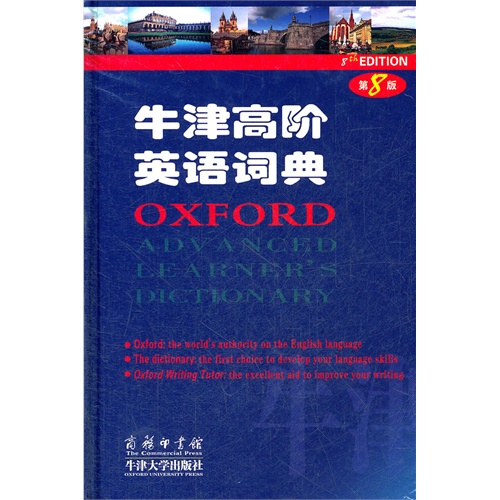 8th EDITION
第8版
牛津高阶
英语词典
OXFORD
ADVANCED
LEARNER'S
DICTIONARY
• Oxford: the world's authority on the English language
• The dictionary: the first choice to develop your language skills
• Oxford Writing Tutor: the excellent aid to improve your writing
牛津
商務印書館
The Commercial Press
牛津大学出版社